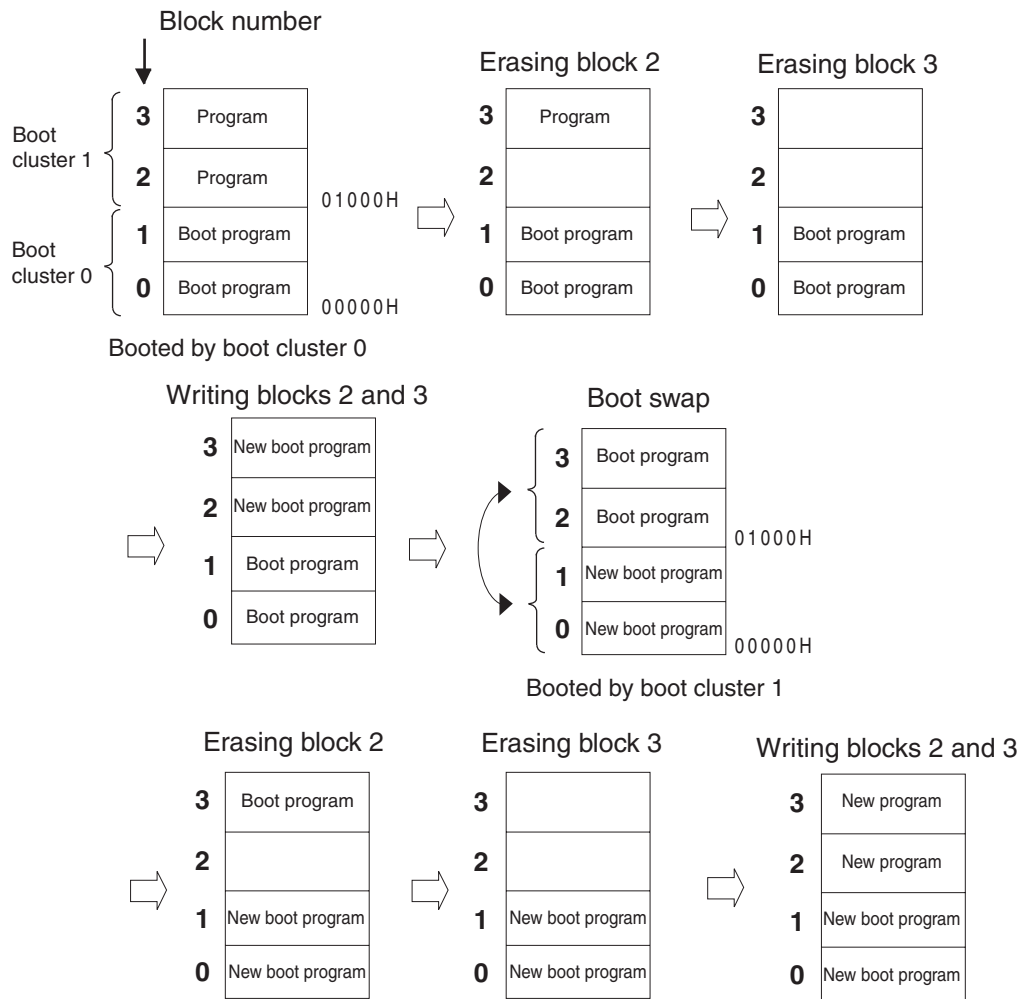 Block number
Boot
cluster 1
Boot
cluster 0
3 Program
2 Program
01000H
1 Boot program
0 Boot program
00000H
Booted by boot cluster 0
Erasing block 2
3 Program
2
1 Boot program
0 Boot program
Erasing block 3
3
2
1 Boot program
0 Boot program
Writing blocks 2 and 3
3 New boot program
2 New boot program
1 Boot program
0 Boot program
Boot swap
3 Boot program
2 Boot program
01000H
1 New boot program
0 New boot program
00000H
Booted by boot cluster 1
Erasing block 2
3 Boot program
2
1 New boot program
0 New boot program
Erasing block 3
3
2
1 New boot program
0 New boot program
Writing blocks 2 and 3
3 New program
2 New program
1 New boot program
0 New boot program